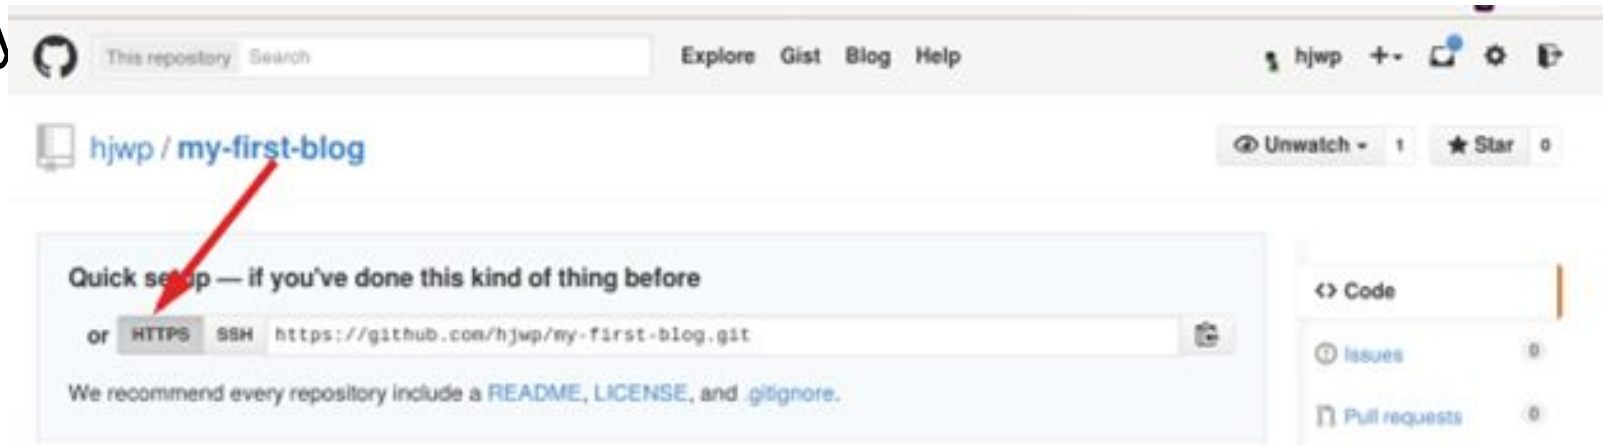 This repository Search Explore Gist Blog Help hjwp
hjwp / my-first-blog Unwatch 1 Star 0
Quick setup — if you've done this kind of thing before
<> Code
or HTTPS SSH https://github.com/hjwp/my-first-blog.git
Issues 0
We recommend every repository include a README, LICENSE, and .gitignore.
Pull requests 0